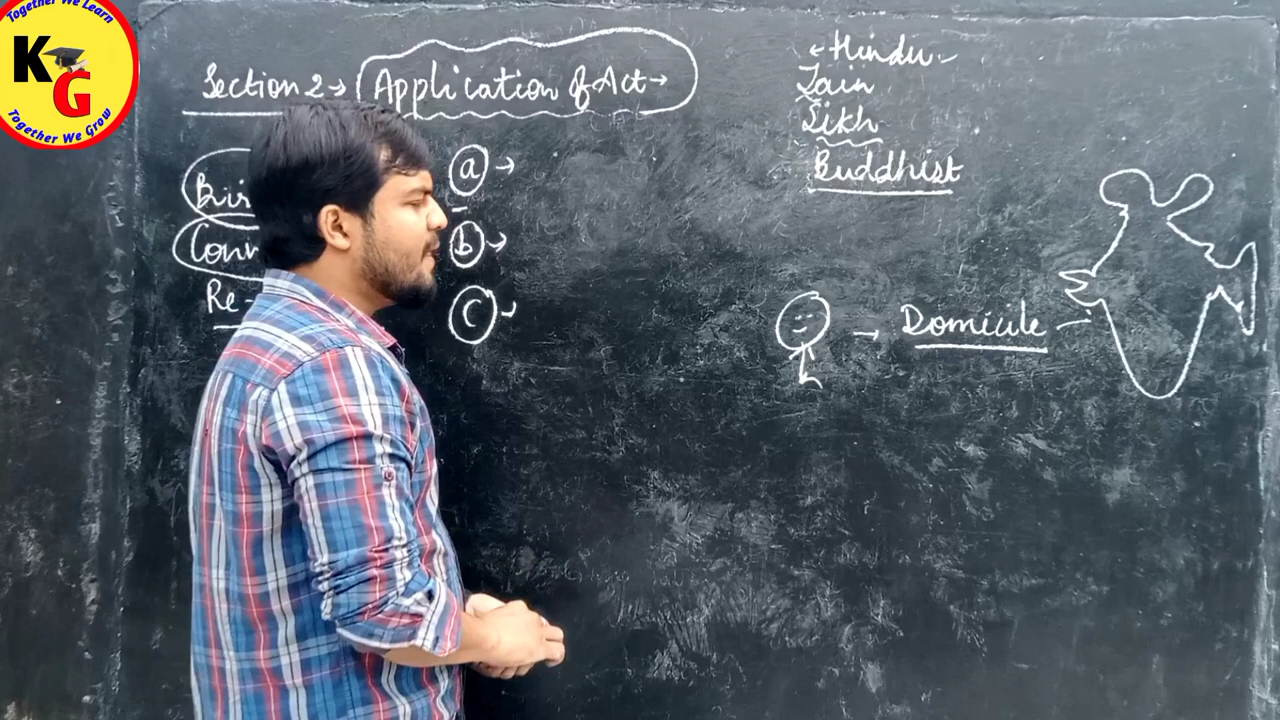 Together We Learn
KG
Together We Grow
Section 2→ Application of Act→
←Hindu
Jain
Sikh
Buddhist
Bir
Conv
Re-
a →
b →
c
→ Domicile